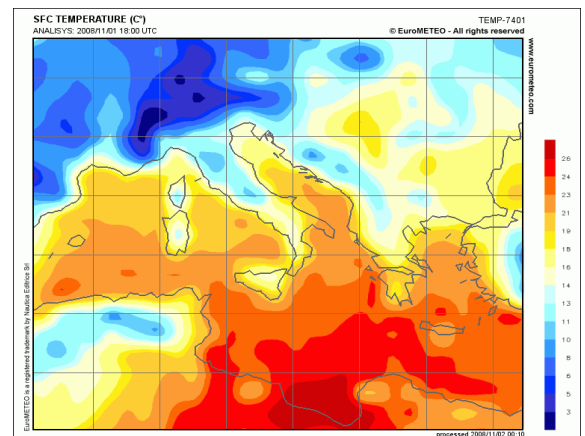 SFC TEMPERATURE (C°)
TEMP-7401
ANALISYS: 2008/11/01 18:00 UTC
© EuroMETEO - All rights reserved
www.eurometeo.com
EuroMETEO is a registered trademark by Nautica Editrice Srl
26
24
23
21
19
18
16
14
13
11
10
8
6
5
3
processed 2008/11/02 00:10